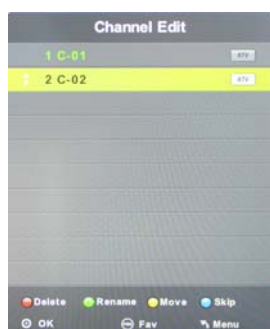 Channel Edit
1 C-01 ATV
2 C-02 ATV
Delete Rename Move Skip
OK Fav Menu